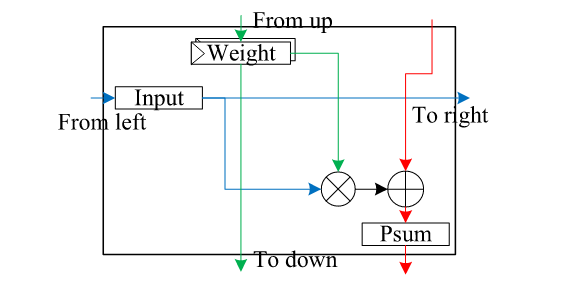 From up
Weight
Input
From left
To right
Psum
To down